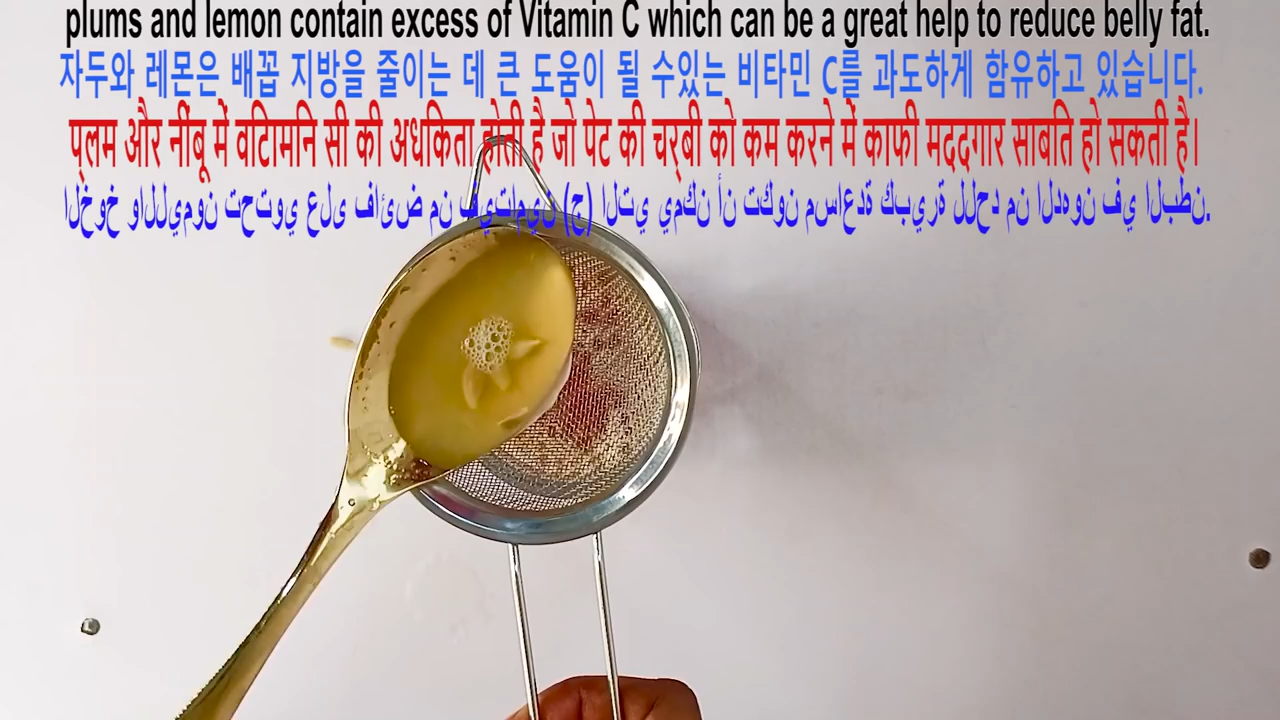 plums and lemon contain excess of Vitamin C which can be a great help to reduce belly fat.
자두와 레몬은 배꼽 지방을 줄이는 데 큰 도움이 될 수있는 비타민 C를 과도하게 함유하고 있습니다.
प्लम और नींबू में वटिामनि सी की अधकिता होती है जो पेट की चर्बी को कम करने में काफी मददगार साबति हो सकती है।
الخوخ والليمون تحتوي على فائض من فيتامين (ج) التي يمكن أن تكون مساعدة كبيرة للحد من الدهون في البطن.